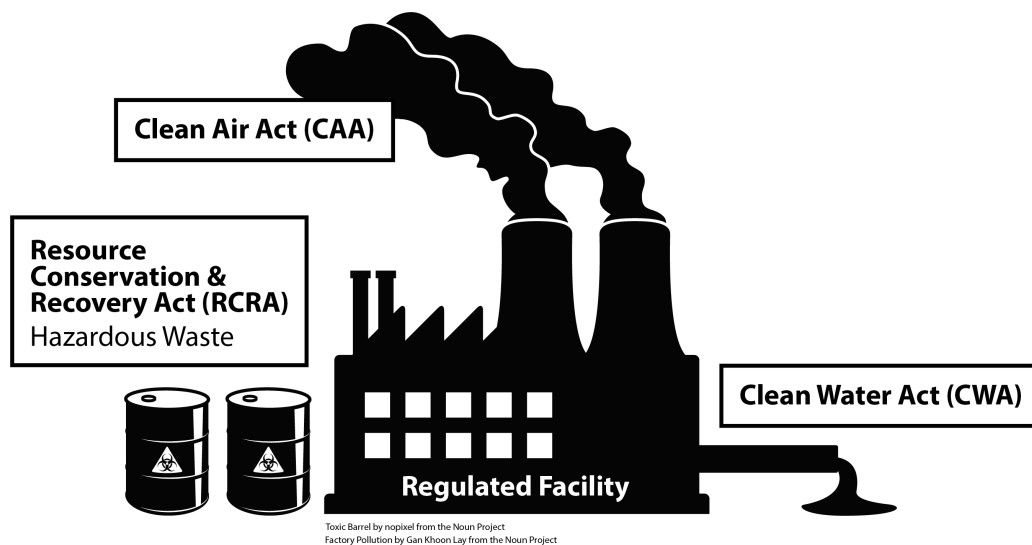 Clean Air Act (CAA)
Resource
Conservation &
Recovery Act (RCRA)
Hazardous Waste
Clean Water Act (CWA)
Regulated Facility
Toxic Barrel by nopixel from the Noun Project
Factory Pollution by Gan Khoon Lay from the Noun Project